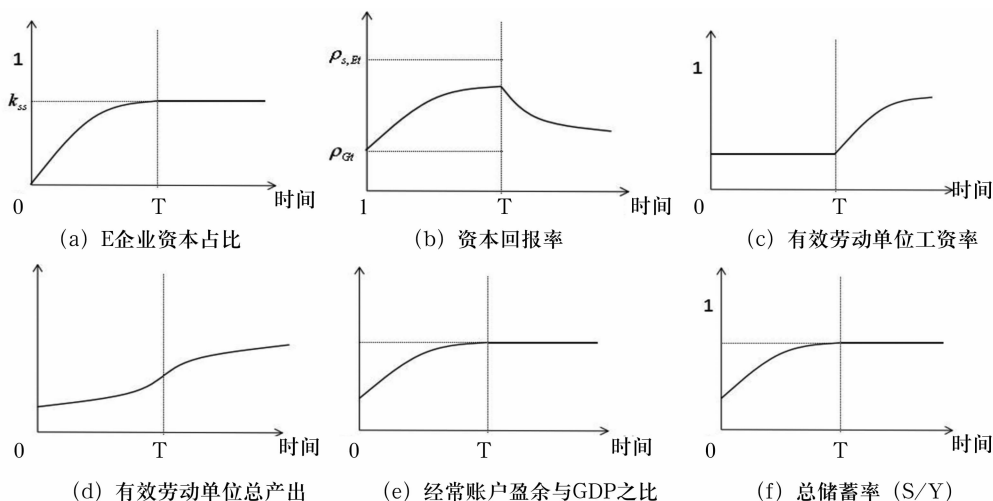 1
k_ss
0
T
时间
(a) E企业资本占比
ρ_s,Et
ρ_Gt
1
T
时间
(b) 资本回报率
1
0
T
时间
(c) 有效劳动单位工资率
0
T
时间
(d) 有效劳动单位总产出
0
T
时间
(e) 经常账户盈余与GDP之比
1
0
T
时间
(f) 总储蓄率 (S/Y)